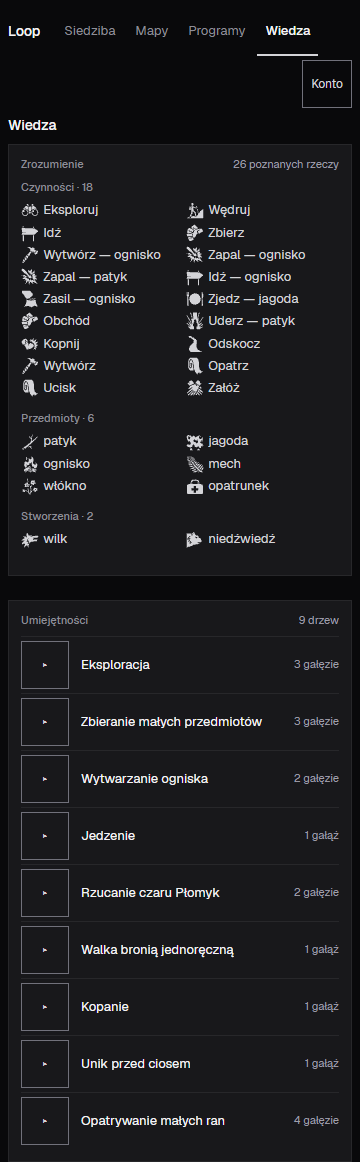 Loop Siedziba Mapy Programy Wiedza
Konto
Wiedza
Zrozumienie 26 poznanych rzeczy
Czynności · 18
Eksploruj Wędruj
Idź Zbierz
Wytwórz — ognisko Zapal — ognisko
Zapal — patyk Idź — ognisko
Zasil — ognisko Zjedz — jagoda
Obchód Uderz — patyk
Kopnij Odskocz
Wytwórz Opatrz
Ucisk Załóż
Przedmioty · 6
patyk jagoda
ognisko mech
włókno opatrunek
Stworzenia · 2
wilk niedźwiedź
Umiejętności 9 drzew
Eksploracja 3 gałęzie
Zbieranie małych przedmiotów 3 gałęzie
Wytwarzanie ogniska 2 gałęzie
Jedzenie 1 gałąź
Rzucanie czaru Płomyk 2 gałęzie
Walka bronią jednoręczną 1 gałąź
Kopanie 1 gałąź
Unik przed ciosem 1 gałąź
Opatrywanie małych ran 4 gałęzie